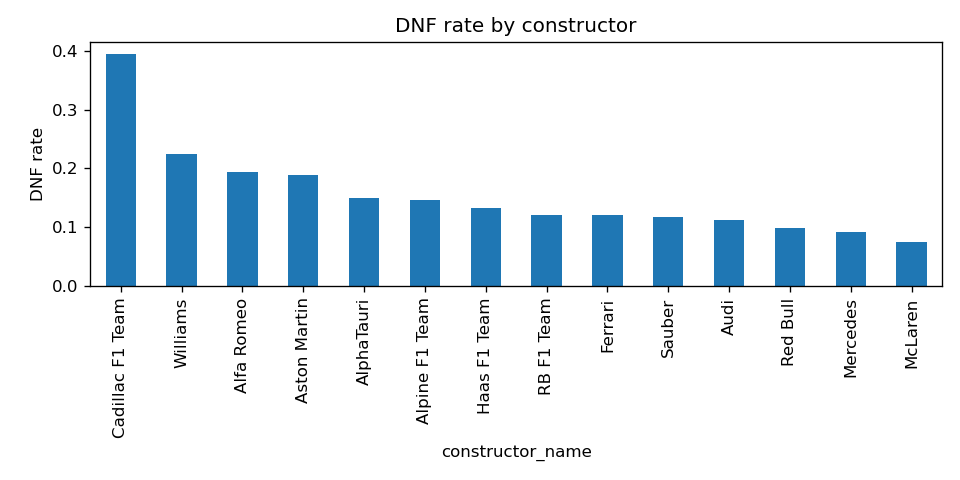 DNF rate by constructor
DNF rate
0.4
0.3
0.2
0.1
0.0
Cadillac F1 Team
Williams
Alfa Romeo
Aston Martin
AlphaTauri
Alpine F1 Team
Haas F1 Team
RB F1 Team
Ferrari
Sauber
Audi
Red Bull
Mercedes
McLaren
constructor_name